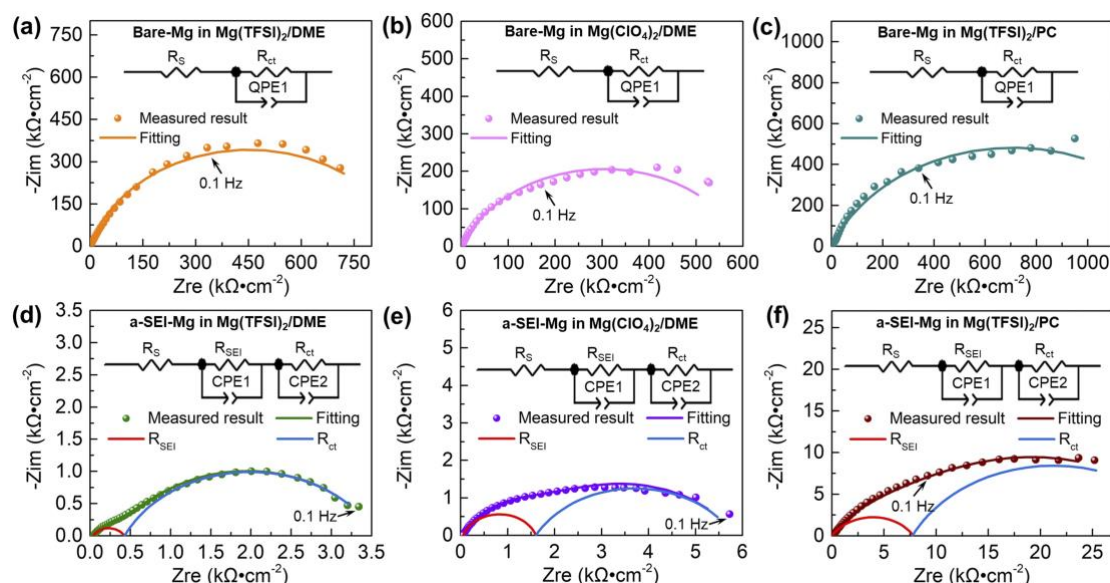 (a)
Bare-Mg in Mg(TFSI)₂/DME
R_S
R_ct
QPE1
Measured result
Fitting
0.1 Hz
-Zim (kΩ•cm⁻²)
750
600
450
300
150
0
0 150 300 450 600 750
Zre (kΩ•cm⁻²)
(b)
Bare-Mg in Mg(ClO₄)₂/DME
R_S
R_ct
QPE1
Measured result
Fitting
0.1 Hz
-Zim (kΩ•cm⁻²)
600
500
400
300
200
100
0
0 100 200 300 400 500 600
Zre (kΩ•cm⁻²)
(c)
Bare-Mg in Mg(TFSI)₂/PC
R_S
R_ct
QPE1
Measured result
Fitting
0.1 Hz
-Zim (kΩ•cm⁻²)
1000
800
600
400
200
0
0 200 400 600 800 1000
Zre (kΩ•cm⁻²)
(d)
a-SEI-Mg in Mg(TFSI)₂/DME
R_S
R_SEI
R_ct
CPE1
CPE2
Measured result
Fitting
R_SEI
R_ct
0.1 Hz
-Zim (kΩ•cm⁻²)
3.5
3.0
2.5
2.0
1.5
1.0
0.5
0.0
0.0 0.5 1.0 1.5 2.0 2.5 3.0 3.5
Zre (kΩ•cm⁻²)
(e)
a-SEI-Mg in Mg(ClO₄)₂/DME
R_S
R_SEI
R_ct
CPE1
CPE2
Measured result
Fitting
R_SEI
R_ct
0.1 Hz
-Zim (kΩ•cm⁻²)
6
5
4
3
2
1
0
0 1 2 3 4 5 6
Zre (kΩ•cm⁻²)
(f)
a-SEI-Mg in Mg(TFSI)₂/PC
R_S
R_SEI
R_ct
CPE1
CPE2
Measured result
Fitting
R_SEI
R_ct
0.1 Hz
-Zim (kΩ•cm⁻²)
25
20
15
10
5
0
0 5 10 15 20 25
Zre (kΩ•cm⁻²)